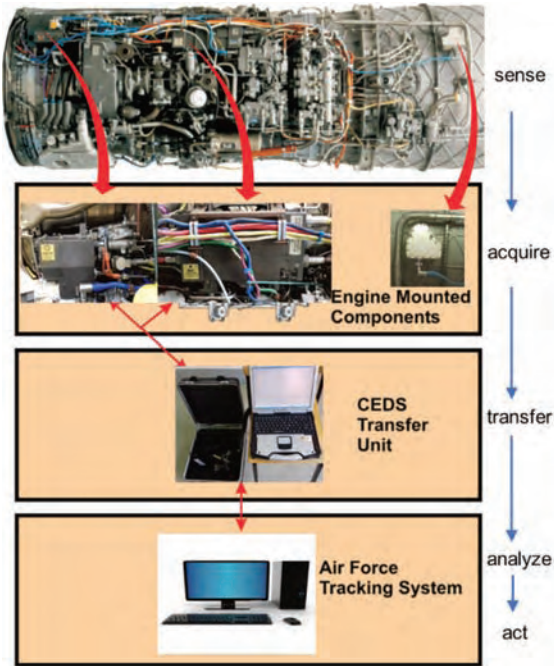 sense
acquire
Engine Mounted
Components
CEDS
Transfer
Unit
transfer
Air Force
Tracking System
analyze
act